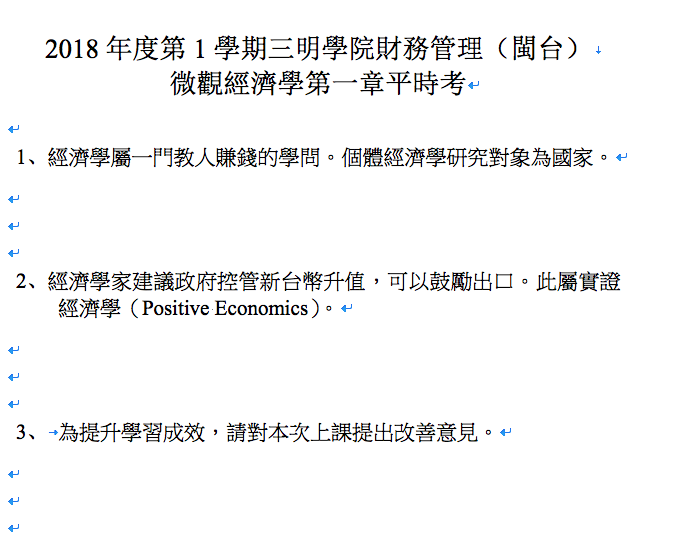 2018 年度第 1 學期三明學院財務管理（閩台）
微觀經濟學第一章平時考
1、經濟學屬一門教人賺錢的學問。個體經濟學研究對象為國家。
2、經濟學家建議政府控管新台幣升值，可以鼓勵出口。此屬實證
經濟學（Positive Economics）。
3、為提升學習成效，請對本次上課提出改善意見。